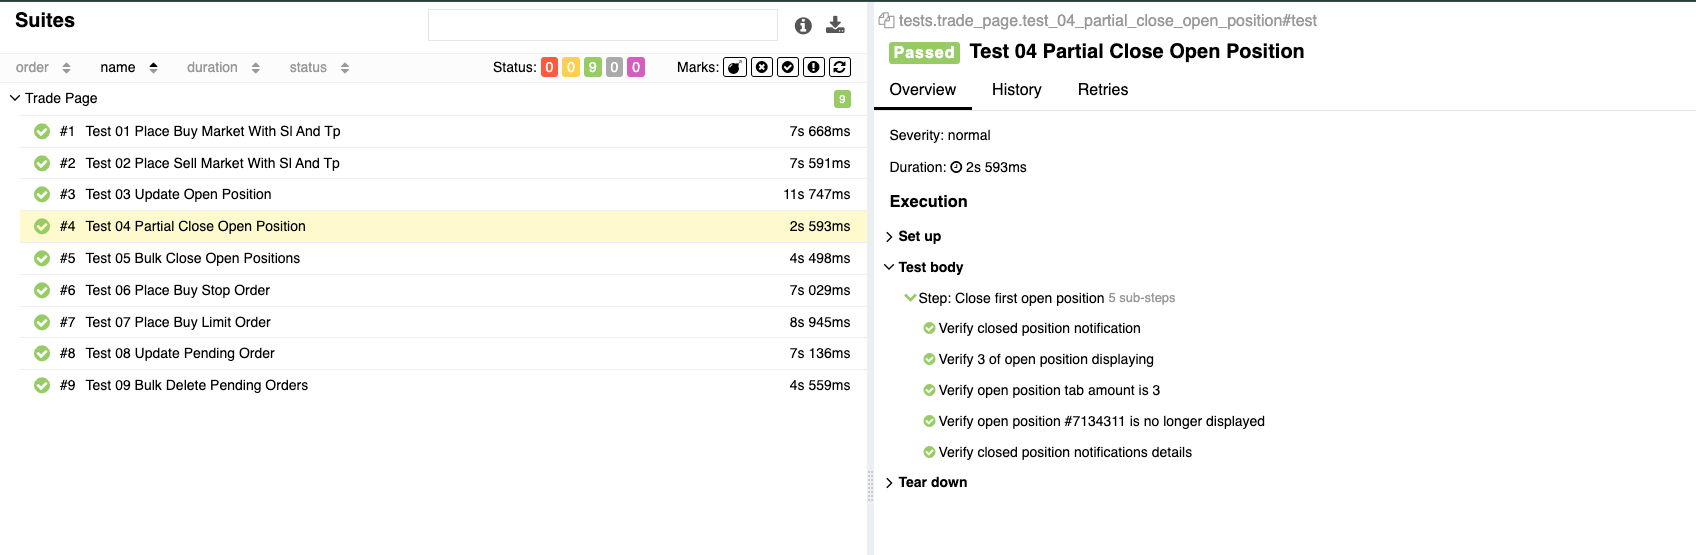 Suites
order name duration status Status: 0 0 9 0 0 Marks:
Trade Page 9
#1 Test 01 Place Buy Market With Sl And Tp 7s 668ms
#2 Test 02 Place Sell Market With Sl And Tp 7s 591ms
#3 Test 03 Update Open Position 11s 747ms
#4 Test 04 Partial Close Open Position 2s 593ms
#5 Test 05 Bulk Close Open Positions 4s 498ms
#6 Test 06 Place Buy Stop Order 7s 029ms
#7 Test 07 Place Buy Limit Order 8s 945ms
#8 Test 08 Update Pending Order 7s 136ms
#9 Test 09 Bulk Delete Pending Orders 4s 559ms
tests.trade_page.test_04_partial_close_open_position#test
Passed Test 04 Partial Close Open Position
Overview History Retries
Severity: normal
Duration: 2s 593ms
Execution
Set up
Test body
Step: Close first open position 5 sub-steps
Verify closed position notification
Verify 3 of open position displaying
Verify open position tab amount is 3
Verify open position #7134311 is no longer displayed
Verify closed position notifications details
Tear down